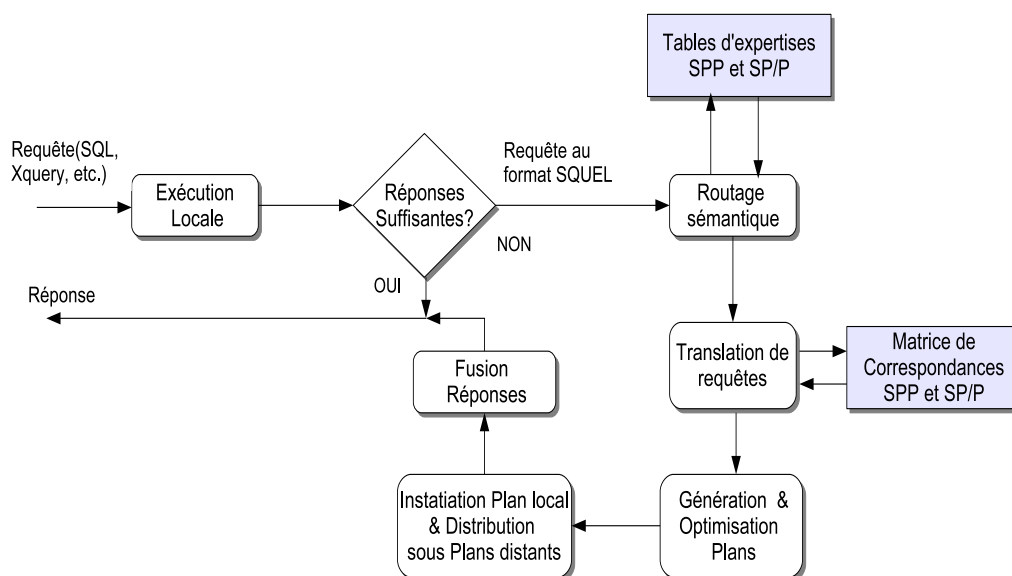 Tables d'expertises
SPP et SP/P
Requête(SQL,
Xquery, etc.)
Exécution
Locale
Réponses
Suffisantes?
Requête au
format SQUEL
Routage
sémantique
NON
OUI
Réponse
Translation de
requêtes
Matrice de
Correspondances
SPP et SP/P
Fusion
Réponses
Instatiation Plan local
& Distribution
sous Plans distants
Génération &
Optimisation
Plans